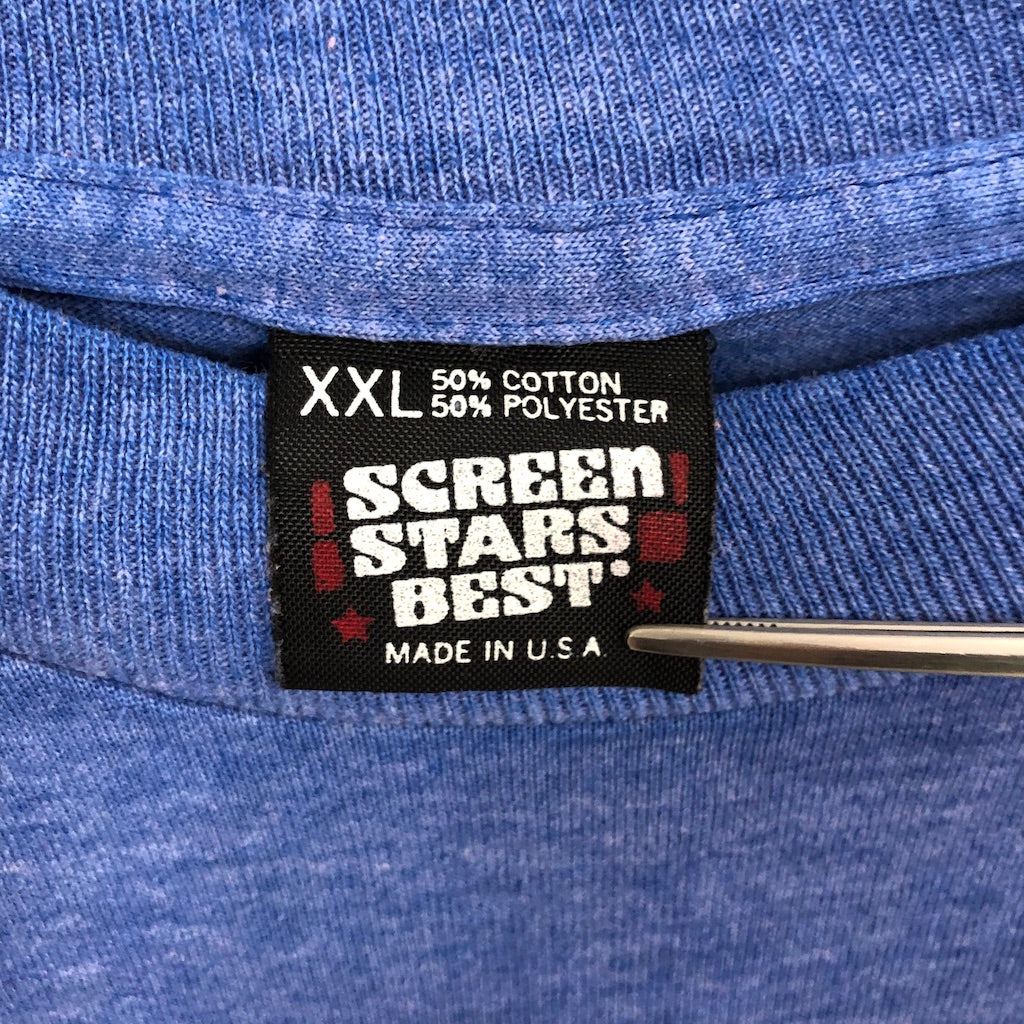 XXL 50% COTTON
50% POLYESTER
SCREEN
STARS
BEST
MADE IN U.S.A.